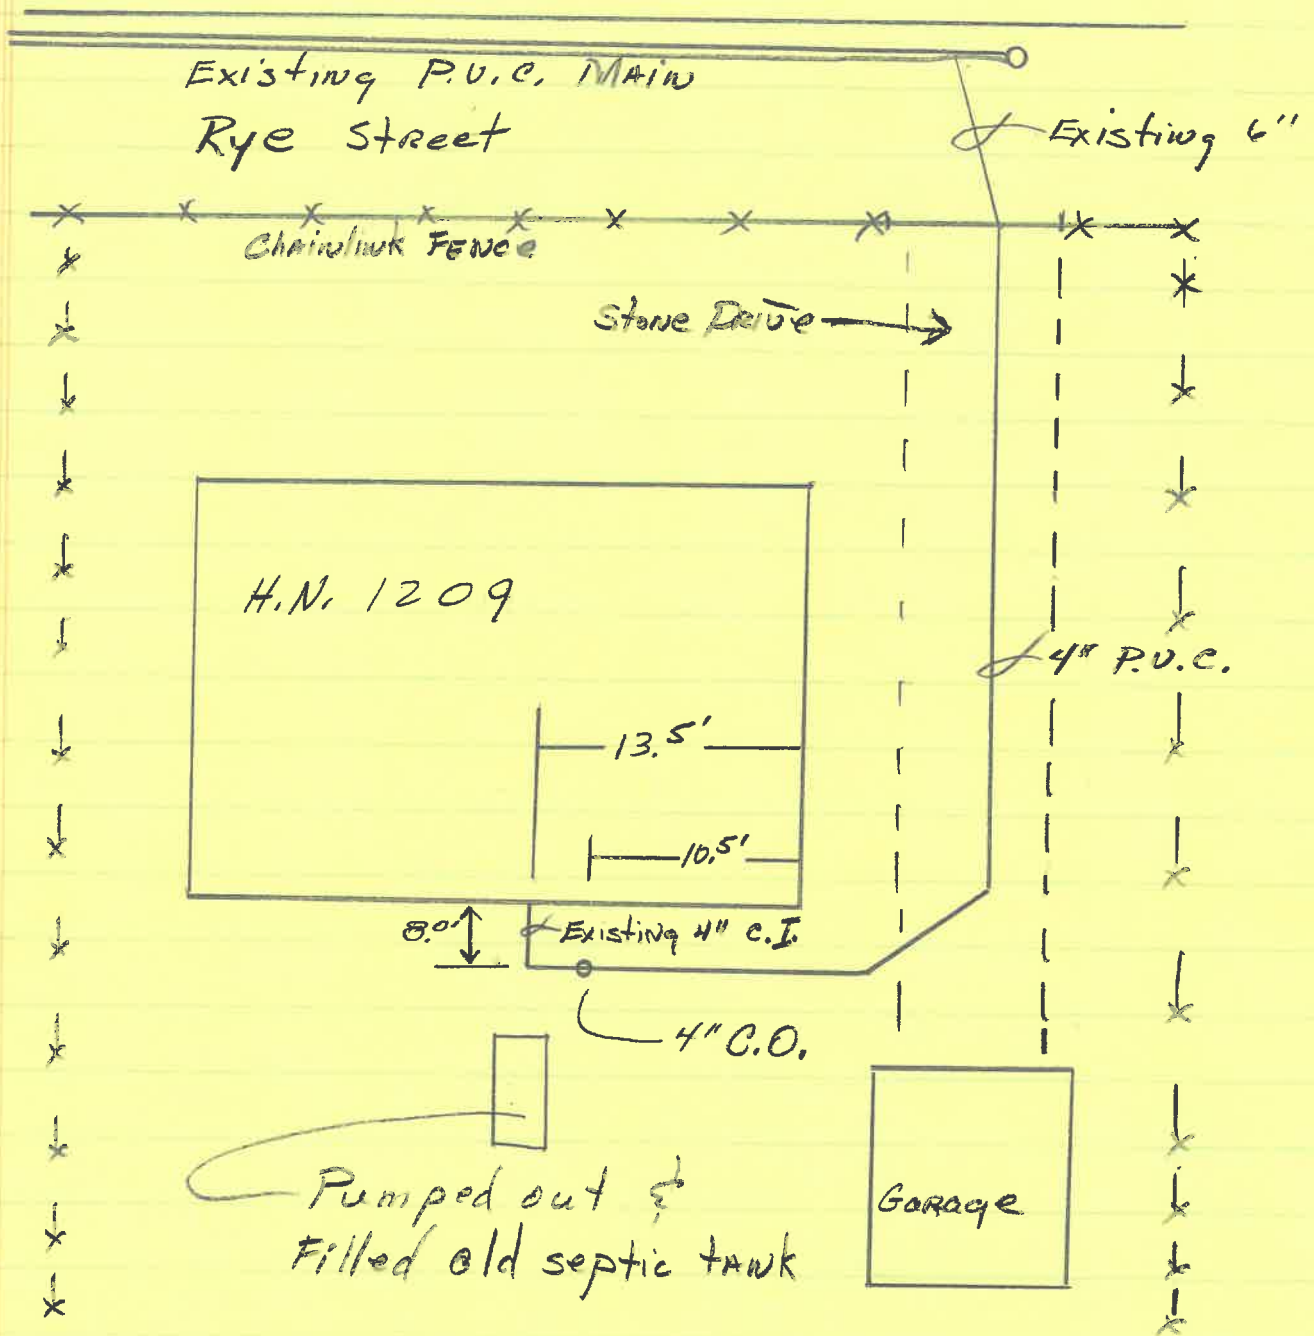 Existing P.V.C. Main
Rye Street
Existing 6"
Chainlink Fence
Stone Drive
H.N. 1209
4" P.V.C.
13.5'
10.5'
8.0'
Existing 4" C.I.
4" C.O.
Pumped out &
Filled old septic tank
Garage